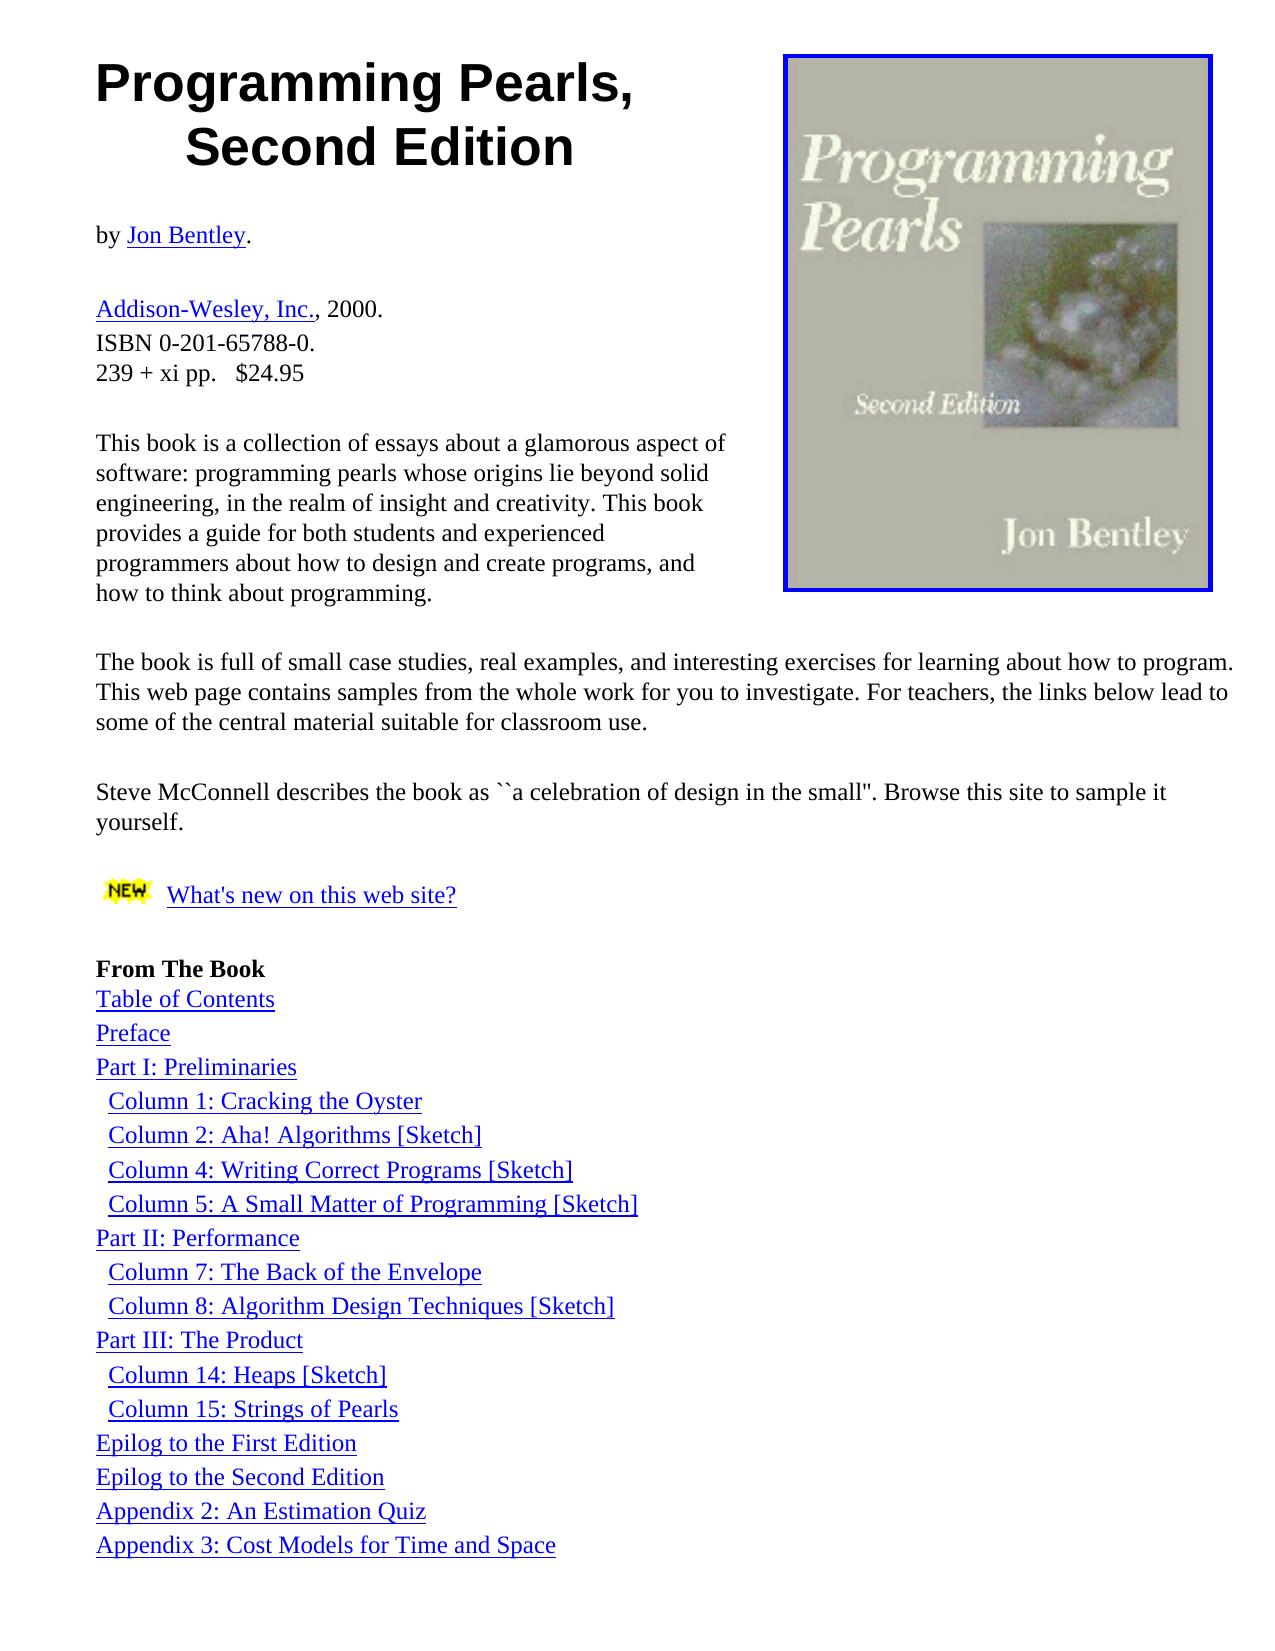 Programming Pearls,
Second Edition
Programming
Pearls
Second Edition
Jon Bentley
by Jon Bentley.
Addison-Wesley, Inc., 2000.
ISBN 0-201-65788-0.
239 + xi pp.   $24.95
This book is a collection of essays about a glamorous aspect of
software: programming pearls whose origins lie beyond solid
engineering, in the realm of insight and creativity. This book
provides a guide for both students and experienced
programmers about how to design and create programs, and
how to think about programming.
The book is full of small case studies, real examples, and interesting exercises for learning about how to program.
This web page contains samples from the whole work for you to investigate. For teachers, the links below lead to
some of the central material suitable for classroom use.
Steve McConnell describes the book as ``a celebration of design in the small''. Browse this site to sample it
yourself.
NEW What's new on this web site?
From The Book
Table of Contents
Preface
Part I: Preliminaries
Column 1: Cracking the Oyster
Column 2: Aha! Algorithms [Sketch]
Column 4: Writing Correct Programs [Sketch]
Column 5: A Small Matter of Programming [Sketch]
Part II: Performance
Column 7: The Back of the Envelope
Column 8: Algorithm Design Techniques [Sketch]
Part III: The Product
Column 14: Heaps [Sketch]
Column 15: Strings of Pearls
Epilog to the First Edition
Epilog to the Second Edition
Appendix 2: An Estimation Quiz
Appendix 3: Cost Models for Time and Space